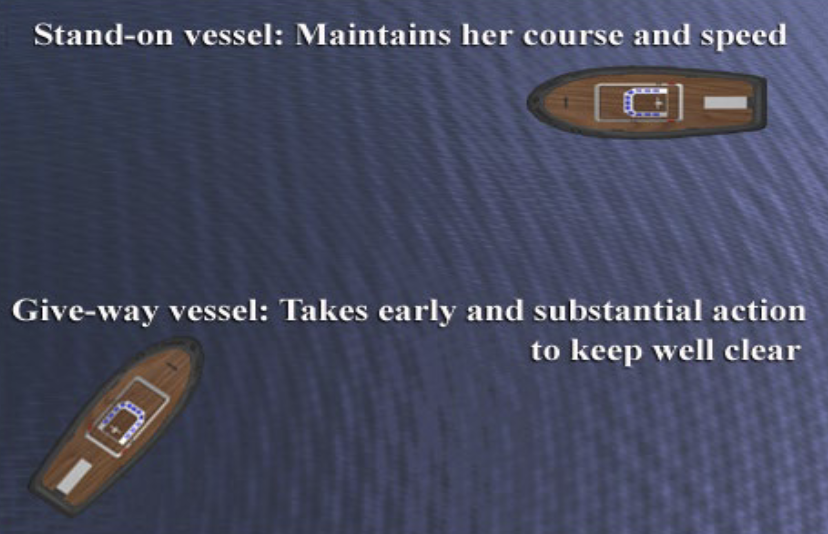 Stand-on vessel: Maintains her course and speed
Give-way vessel: Takes early and substantial action
to keep well clear